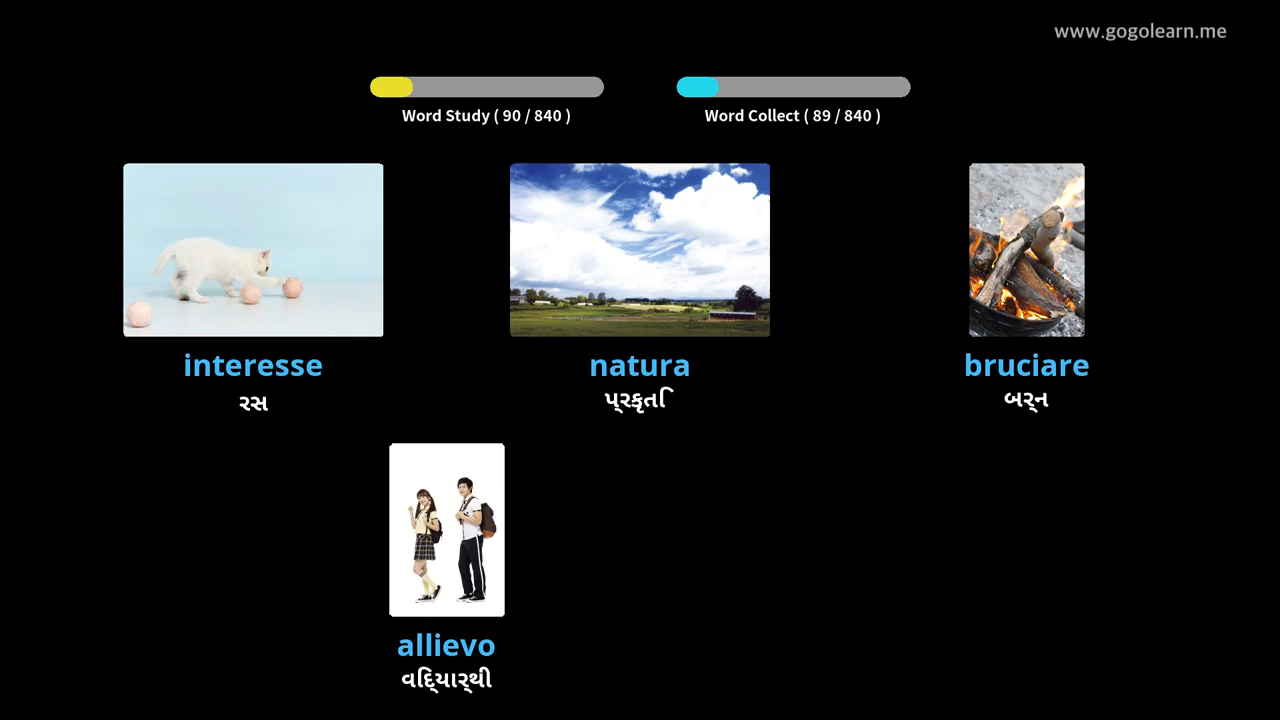 www.gogolearn.me
Word Study ( 90 / 840 )
Word Collect ( 89 / 840 )
interesse
natura
bruciare
રસ
પ્રકૃતિ
બર્ન
allievo
વિદ્યાર્થી